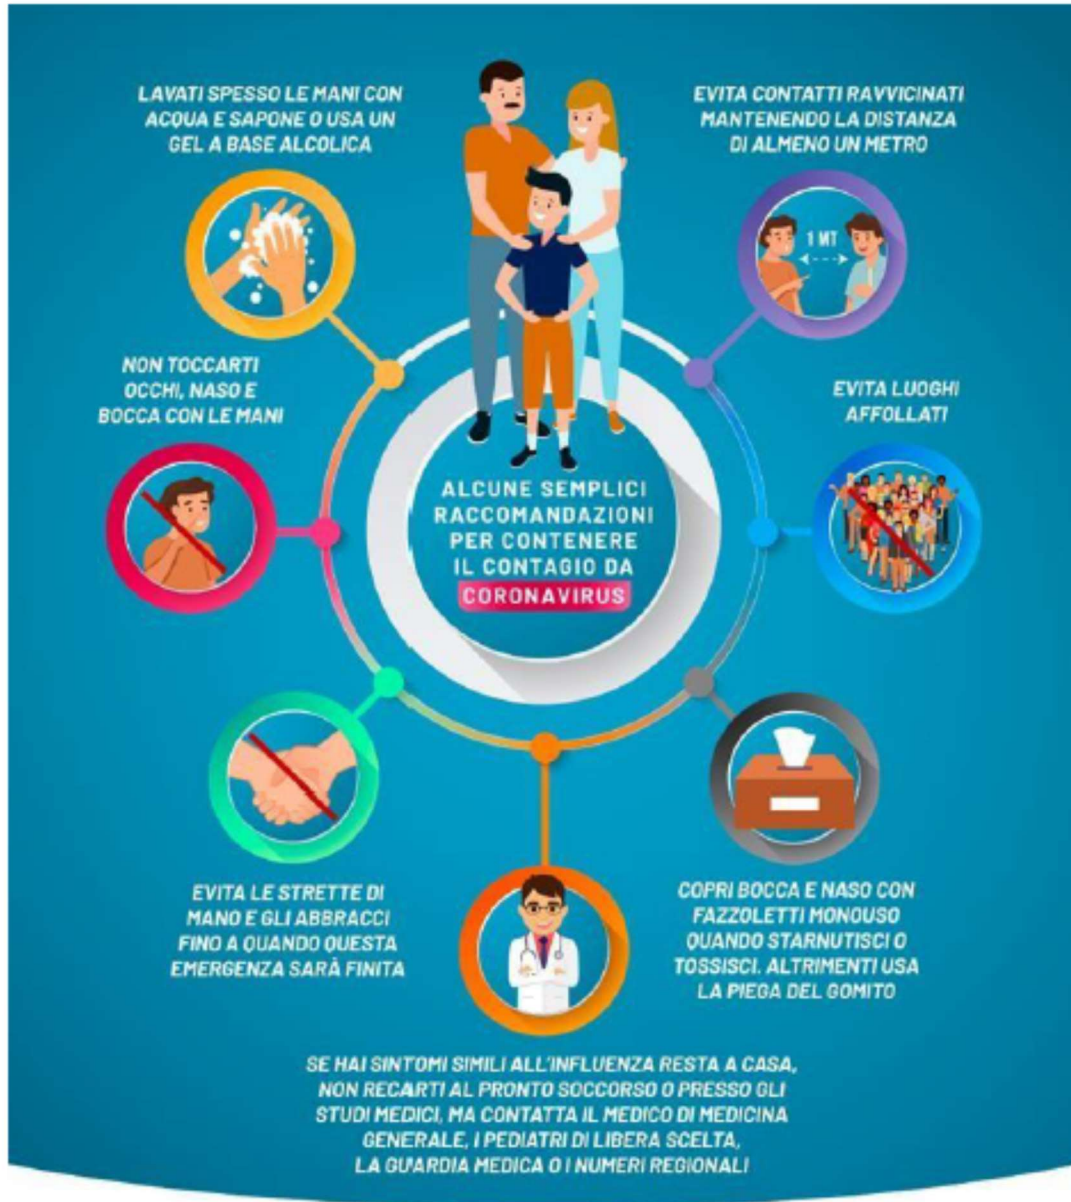 LAVATI SPESSO LE MANI CON
ACQUA E SAPONE O USA UN
GEL A BASE ALCOLICA
EVITA CONTATTI RAVVICINATI
MANTENENDO LA DISTANZA
DI ALMENO UN METRO
1 MT
NON TOCCARTI
OCCHI, NASO E
BOCCA CON LE MANI
EVITA LUOGHI
AFFOLLATI
ALCUNE SEMPLICI
RACCOMANDAZIONI
PER CONTENERE
IL CONTAGIO DA
CORONAVIRUS
EVITA LE STRETTE DI
MANO E GLI ABBRACCI
FINO A QUANDO QUESTA
EMERGENZA SARÀ FINITA
COPRI BOCCA E NASO CON
FAZZOLETTI MONOUSO
QUANDO STARNUTISCI O
TOSSISCI. ALTRIMENTI USA
LA PIEGA DEL GOMITO
SE HAI SINTOMI SIMILI ALL'INFLUENZA RESTA A CASA,
NON RECARTI AL PRONTO SOCCORSO O PRESSO GLI
STUDI MEDICI, MA CONTATTA IL MEDICO DI MEDICINA
GENERALE, I PEDIATRI DI LIBERA SCELTA,
LA GUARDIA MEDICA O I NUMERI REGIONALI